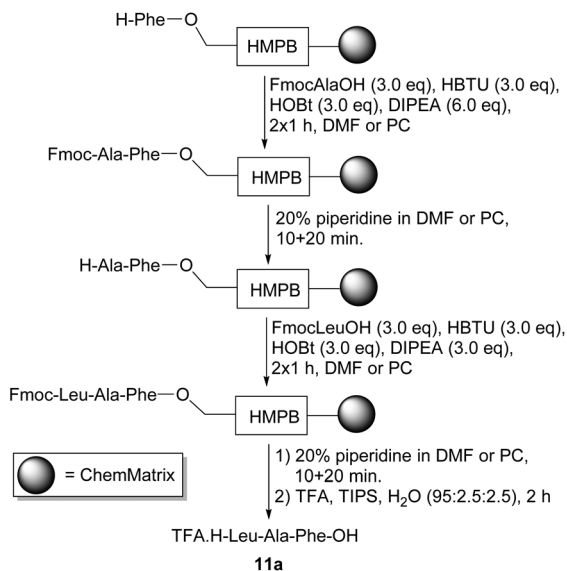 H-Phe—O
HMPB
FmocAlaOH (3.0 eq), HBTU (3.0 eq),
HOBt (3.0 eq), DIPEA (6.0 eq),
2x1 h, DMF or PC
Fmoc-Ala-Phe—O
HMPB
20% piperidine in DMF or PC,
10+20 min.
H-Ala-Phe—O
HMPB
FmocLeuOH (3.0 eq), HBTU (3.0 eq),
HOBt (3.0 eq), DIPEA (3.0 eq),
2x1 h, DMF or PC
Fmoc-Leu-Ala-Phe—O
HMPB
= ChemMatrix
1) 20% piperidine in DMF or PC,
10+20 min.
2) TFA, TIPS, H₂O (95:2.5:2.5), 2 h
TFA.H-Leu-Ala-Phe-OH
11a